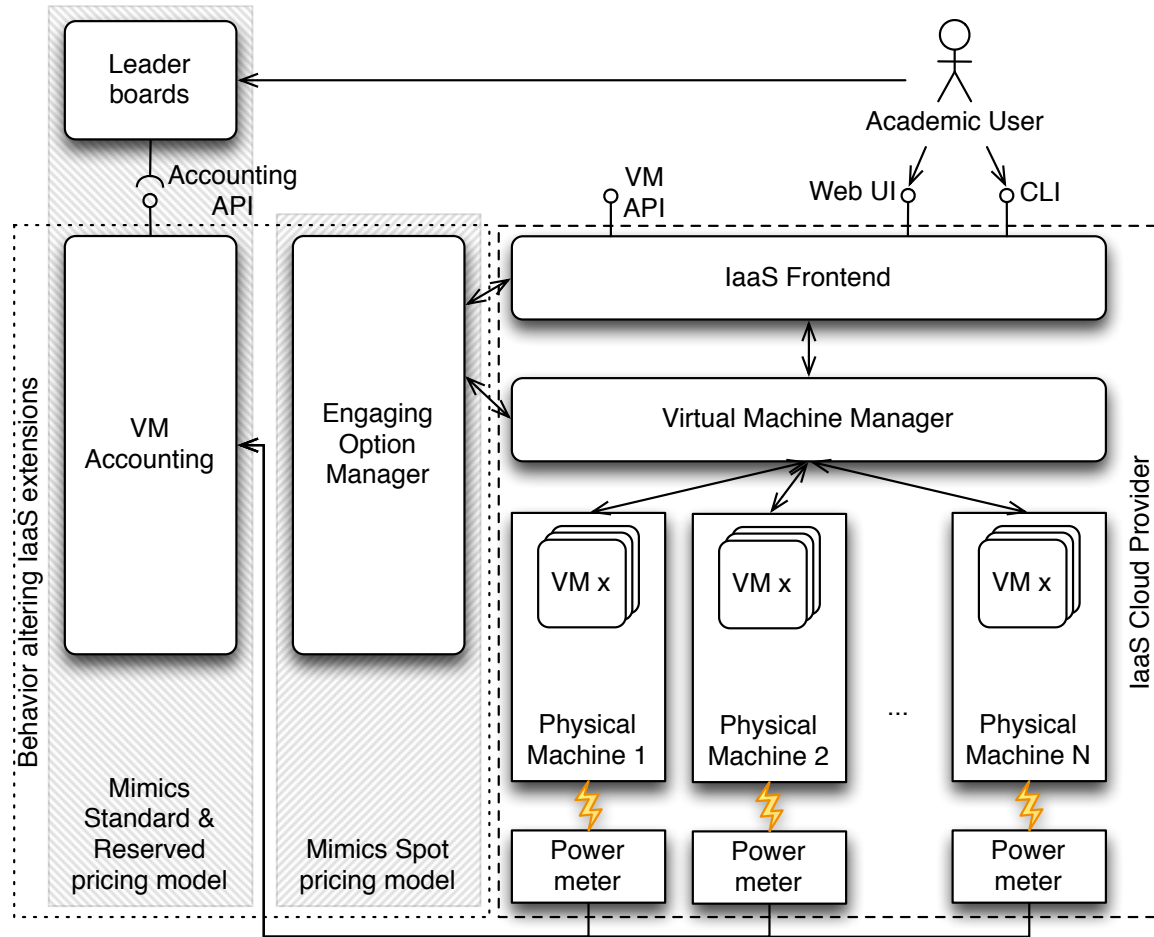 Leader
boards
Academic User
Accounting
API
VM
API
Web UI
CLI
Behavior altering IaaS extensions
VM
Accounting
Engaging
Option
Manager
IaaS Frontend
Virtual Machine Manager
IaaS Cloud Provider
VM x
VM x
VM x
Physical
Machine 1
Physical
Machine 2
...
Physical
Machine N
Mimics
Standard &
Reserved
pricing model
Mimics Spot
pricing model
Power
meter
Power
meter
Power
meter